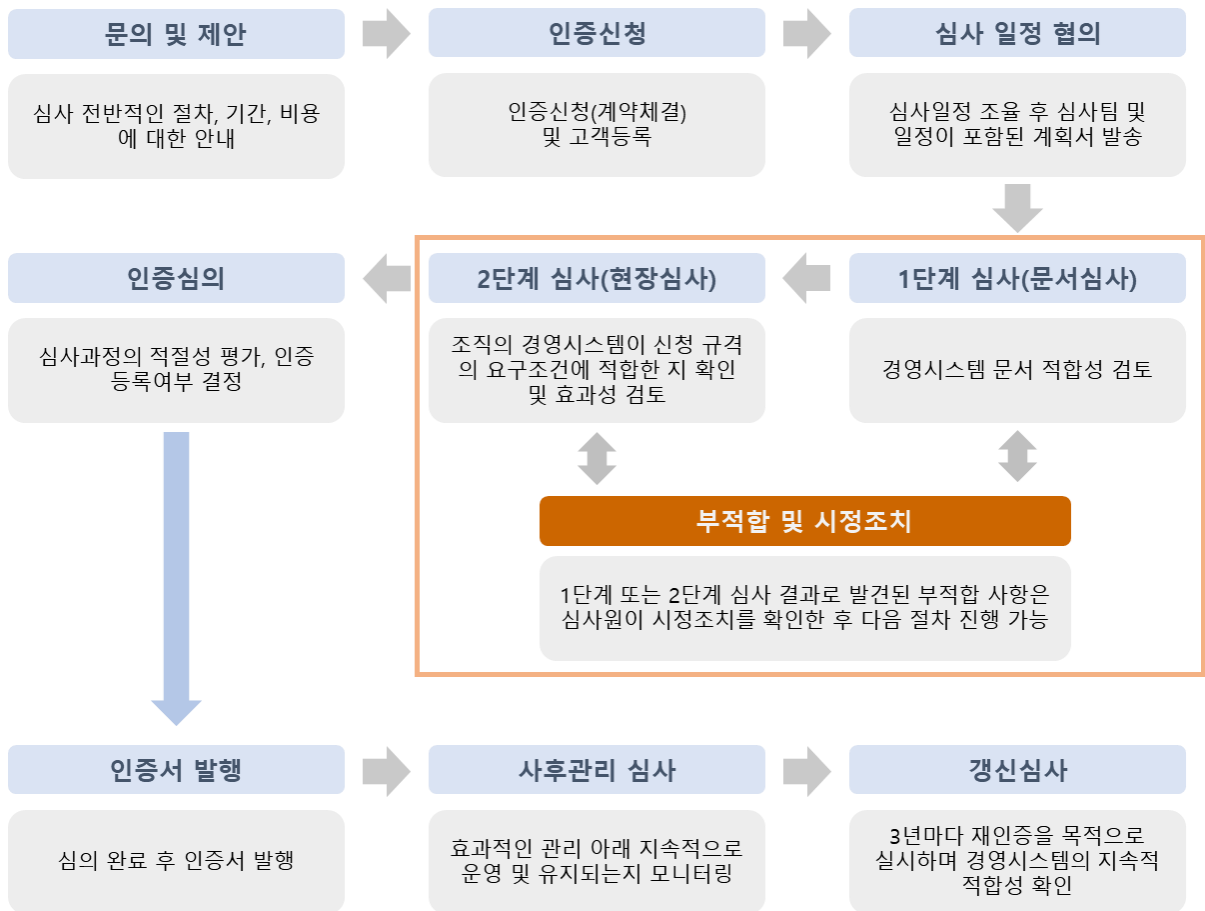 문의 및 제안
심사 전반적인 절차, 기간, 비용
에 대한 안내
인증신청
인증신청(계약체결)
및 고객등록
심사 일정 협의
심사일정 조율 후 심사팀 및
일정이 포함된 계획서 발송
1단계 심사(문서심사)
경영시스템 문서 적합성 검토
2단계 심사(현장심사)
조직의 경영시스템이 신청 규격
의 요구조건에 적합한 지 확인
및 효과성 검토
부적합 및 시정조치
1단계 또는 2단계 심사 결과로 발견된 부적합 사항은
심사원이 시정조치를 확인한 후 다음 절차 진행 가능
인증심의
심사과정의 적절성 평가, 인증
등록여부 결정
인증서 발행
심의 완료 후 인증서 발행
사후관리 심사
효과적인 관리 아래 지속적으로
운영 및 유지되는지 모니터링
갱신심사
3년마다 재인증을 목적으로
실시하며 경영시스템의 지속적
적합성 확인